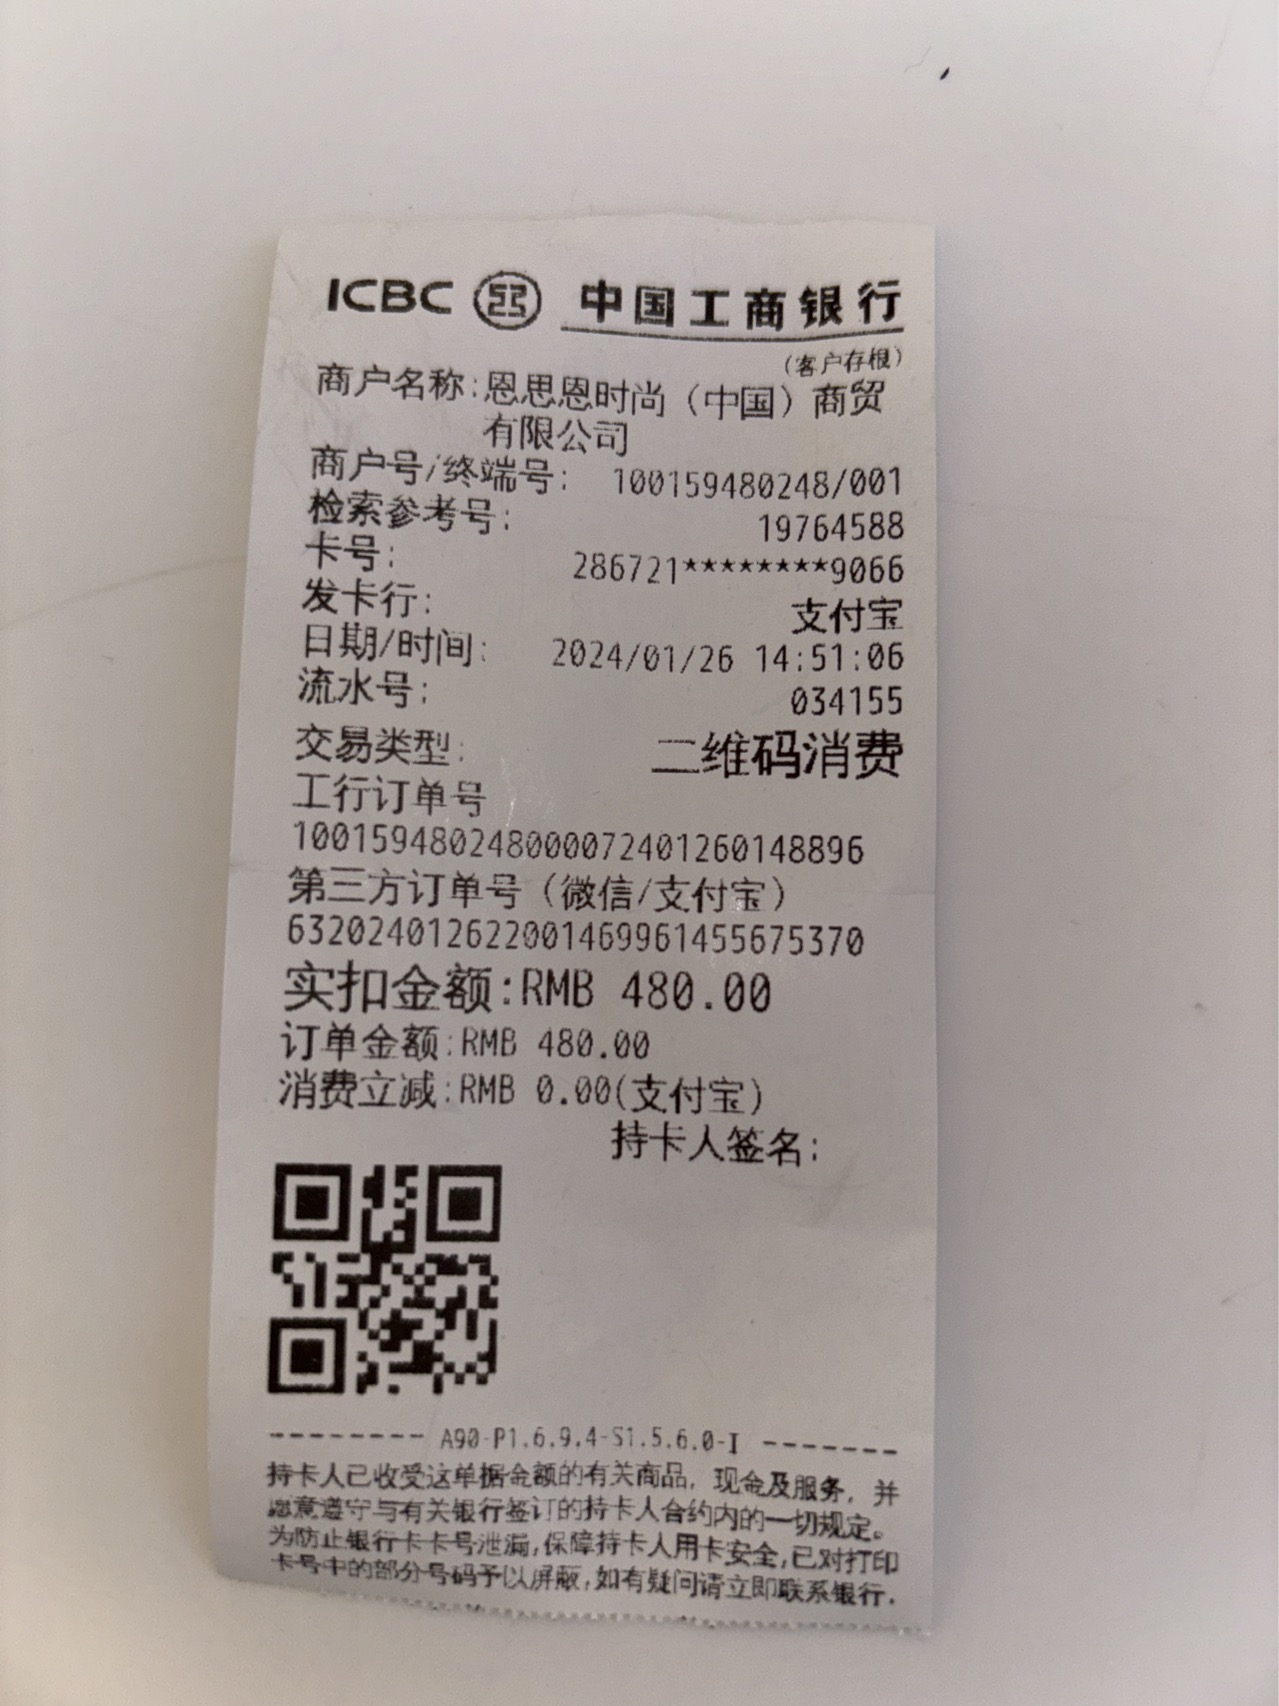 ICBC 中国工商银行
(客户存根)
商户名称:恩思恩时尚（中国）商贸
有限公司
商户号/终端号: 100159480248/001
检索参考号: 19764588
卡号: 286721********9066
发卡行: 支付宝
日期/时间: 2024/01/26 14:51:06
流水号: 034155
交易类型: 二维码消费
工行订单号
100159480248000072401260148896
第三方订单号（微信/支付宝）
632024012622001469961455675370
实扣金额:RMB 480.00
订单金额:RMB 480.00
消费立减:RMB 0.00(支付宝)
持卡人签名:
-------- A90-P1.6.9.4-S1.5.6.0-I -------
持卡人已收受这单据金额的有关商品，现金及服务，并
愿意遵守与有关银行签订的持卡人合约内的一切规定。
为防止银行卡卡号泄漏,保障持卡人用卡安全,已对打印
卡号中的部分号码予以屏蔽,如有疑问请立即联系银行.